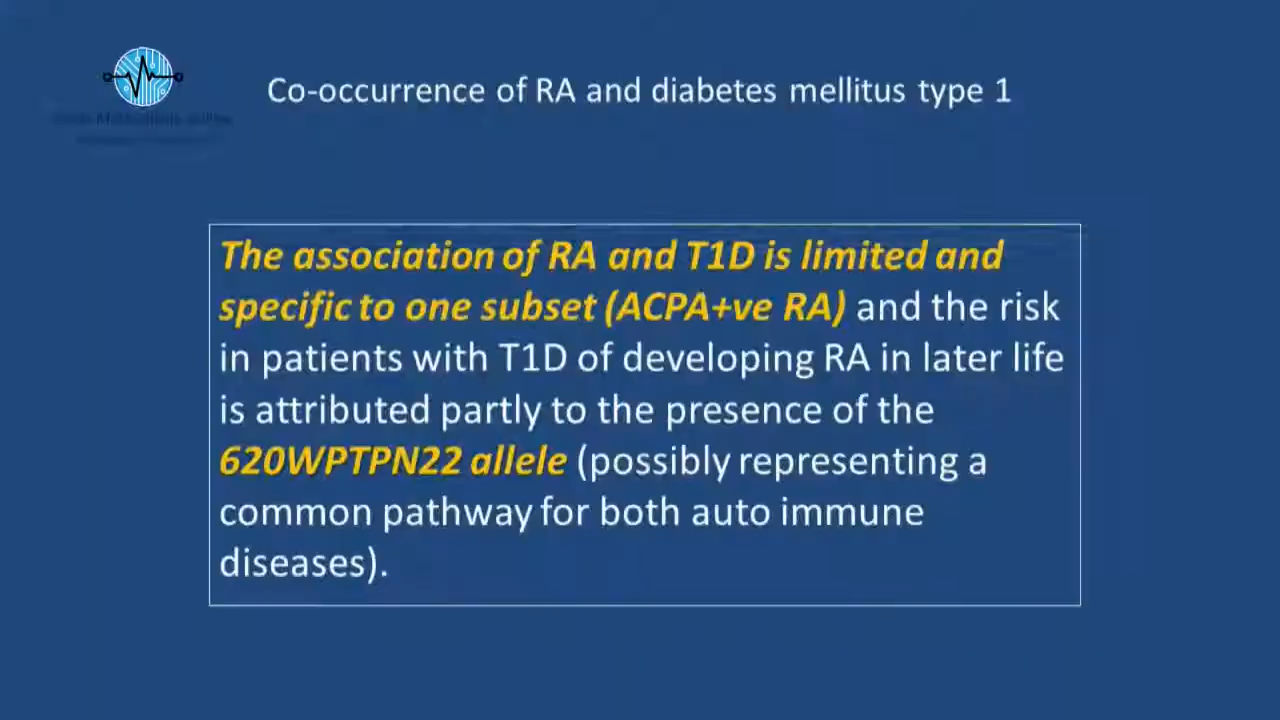 Co-occurrence of RA and diabetes mellitus type 1
The association of RA and T1D is limited and
specific to one subset (ACPA+ve RA) and the risk
in patients with T1D of developing RA in later life
is attributed partly to the presence of the
620WPTPN22 allele (possibly representing a
common pathway for both auto immune
diseases).